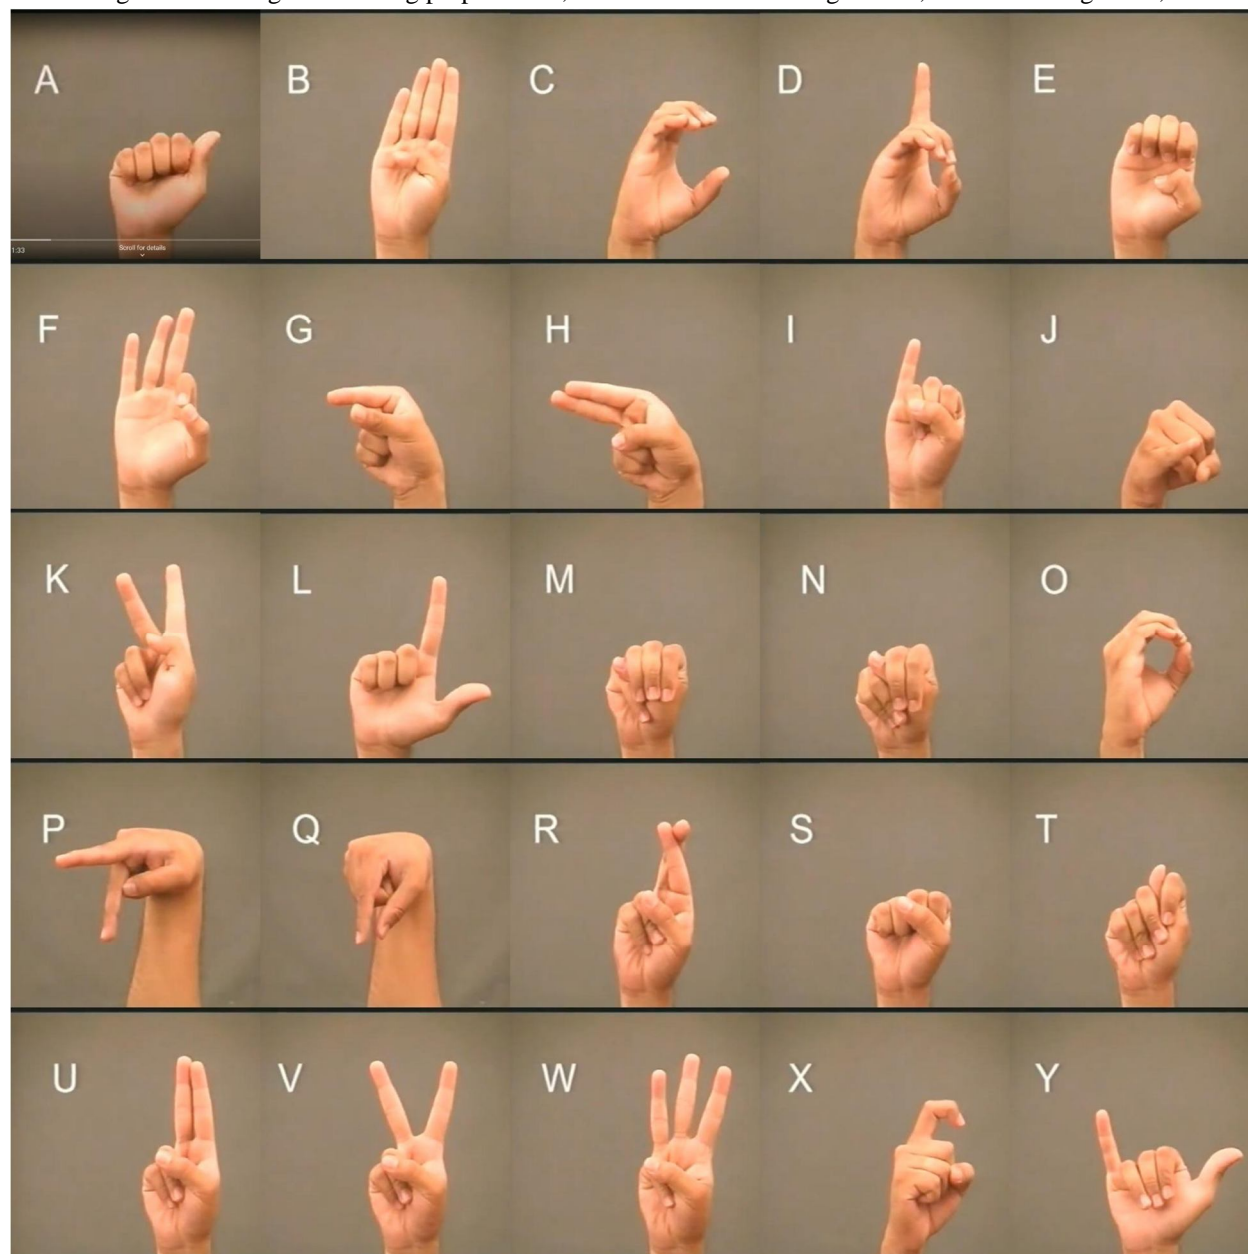 A B C D E
1:33 Scroll for details
F G H I J
K L M N O
P Q R S T
U V W X Y